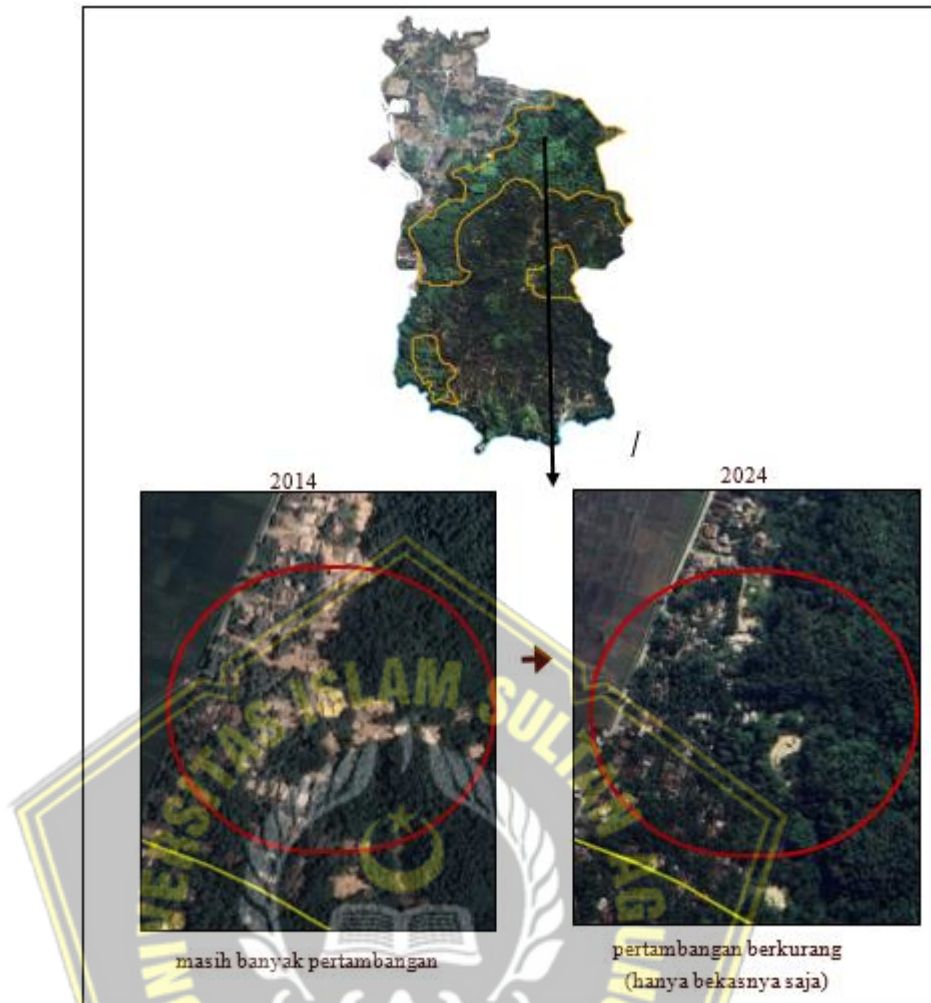 /
2014
2024
UNIVERSITAS ISLAM SULTAN AGUNG
masih banyak pertambangan
pertambangan berkurang
(hanya bekasnya saja)